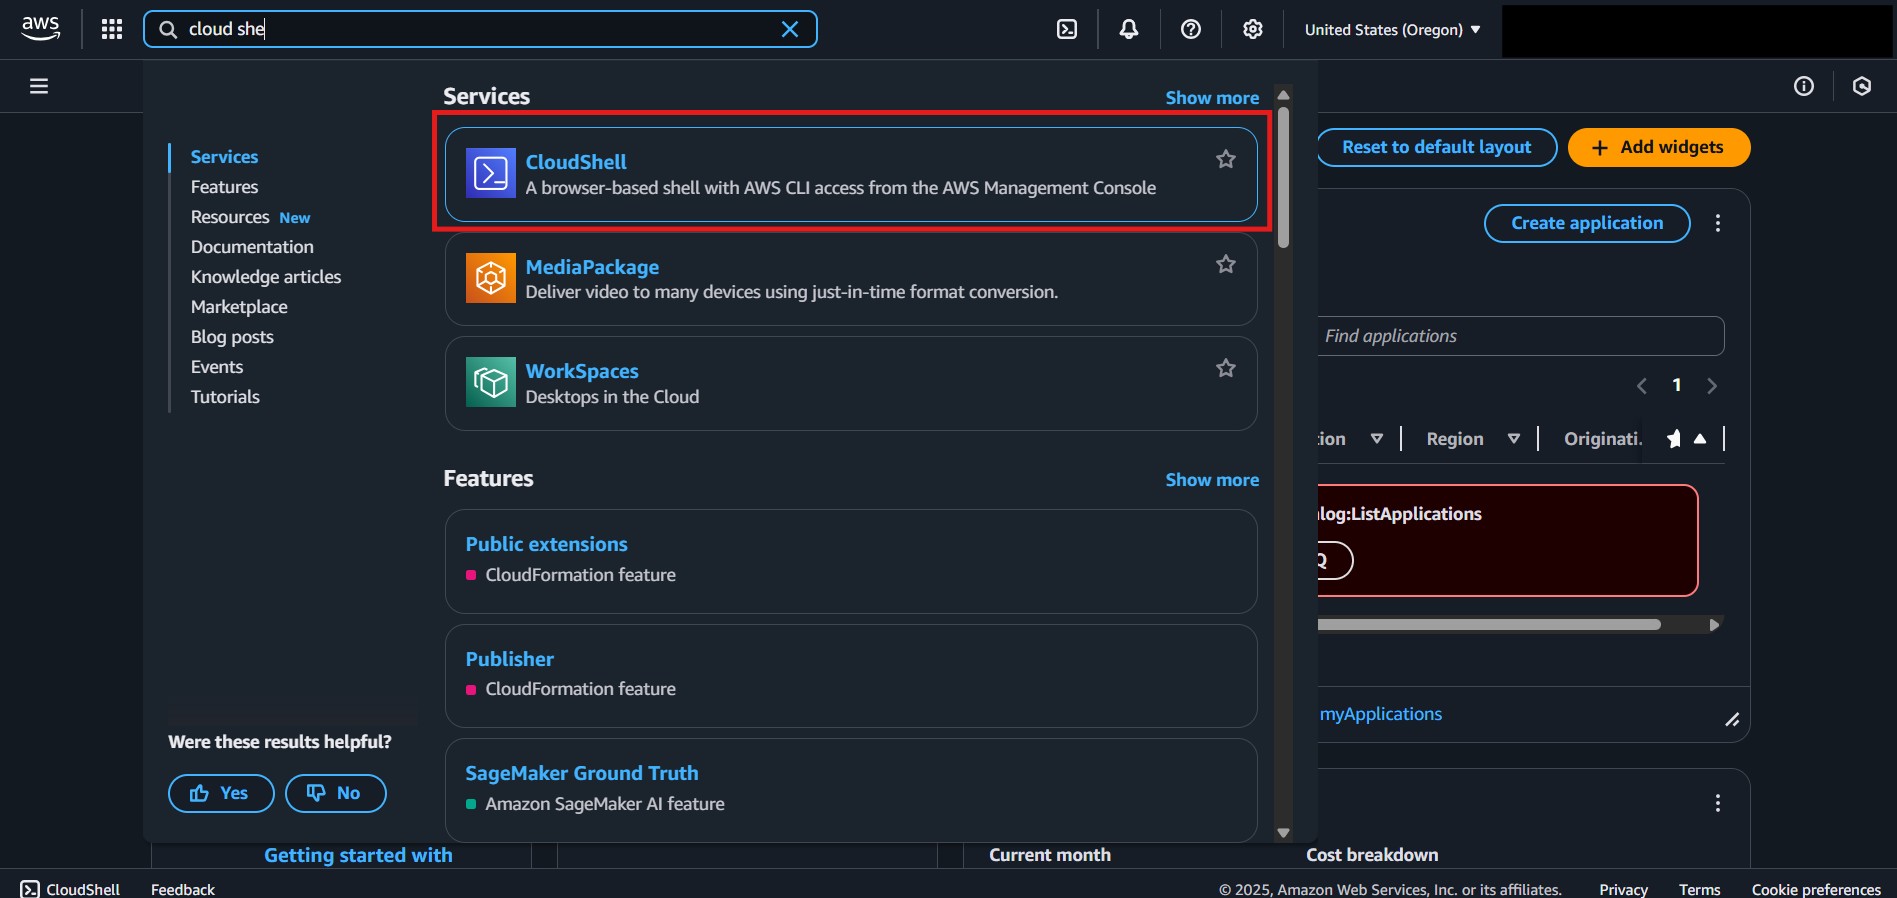 aws
cloud she
United States (Oregon)
Services
Show more
Services
Features
Resources New
Documentation
Knowledge articles
Marketplace
Blog posts
Events
Tutorials
CloudShell
A browser-based shell with AWS CLI access from the AWS Management Console
MediaPackage
Deliver video to many devices using just-in-time format conversion.
WorkSpaces
Desktops in the Cloud
Features
Show more
Public extensions
CloudFormation feature
Publisher
CloudFormation feature
SageMaker Ground Truth
Amazon SageMaker AI feature
Were these results helpful?
Yes
No
Reset to default layout
+ Add widgets
Create application
Find applications
1
tion
Region
Originati.
log:ListApplications
Q
myApplications
Getting started with
Current month
Cost breakdown
CloudShell
Feedback
© 2025, Amazon Web Services, Inc. or its affiliates.
Privacy
Terms
Cookie preferences